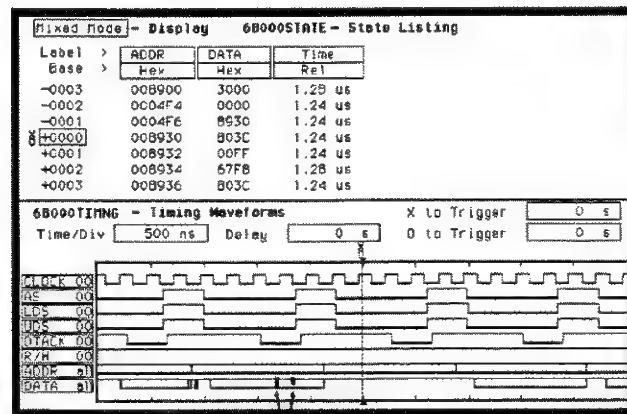 Mixed Mode - Display 68000STATE - State Listing
Label > ADDR DATA Time
Base > Hex Hex Rel
-0003 008900 3000 1.28 us
-0002 0004F4 0000 1.24 us
-0001 0004F6 8930 1.24 us
+0000 008930 B03C 1.24 us
+0001 008932 00FF 1.24 us
+0002 008934 67F8 1.28 us
+0003 008936 B03C 1.24 us
68000TIMNG - Timing Waveforms X to Trigger 0 s
Time/Div 500 ns Delay 0 s O to Trigger 0 s
X
CLOCK 00
AS 00
LDS 00
UDS 00
DTACK 00
R/W 00
ADDR all
DATA all